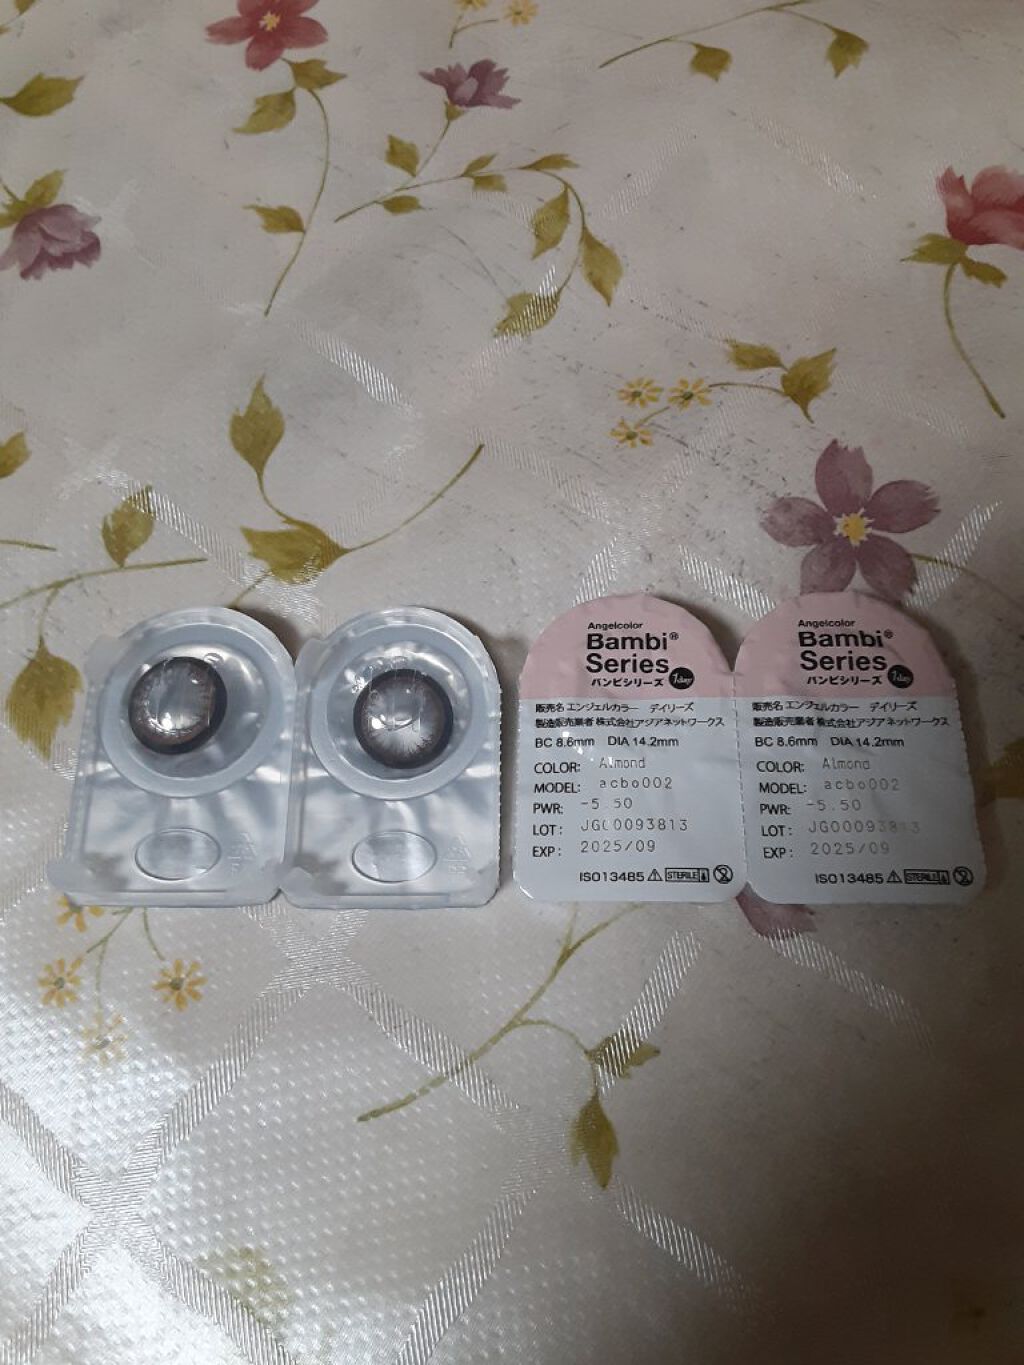 Angelcolor
Bambi®
Series
バンビシリーズ 1day
販売名 エンジェルカラー デイリーズ
製造販売業者 株式会社アジアネットワークス
BC 8.6mm DIA 14.2mm
COLOR: Almond
MODEL: acbo002
PWR: -5.50
LOT: JG00093813
EXP: 2025/09
ISO13485 STERILE
Angelcolor
Bambi®
Series
バンビシリーズ 1day
販売名 エンジェルカラー デイリーズ
製造販売業者 株式会社アジアネットワークス
BC 8.6mm DIA 14.2mm
COLOR: Almond
MODEL: acbo002
PWR: -5.50
LOT: JG00093813
EXP: 2025/09
ISO13485 STERILE